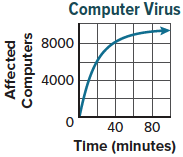 Computer Virus
Affected
Computers
8000
4000
0
40 80
Time (minutes)